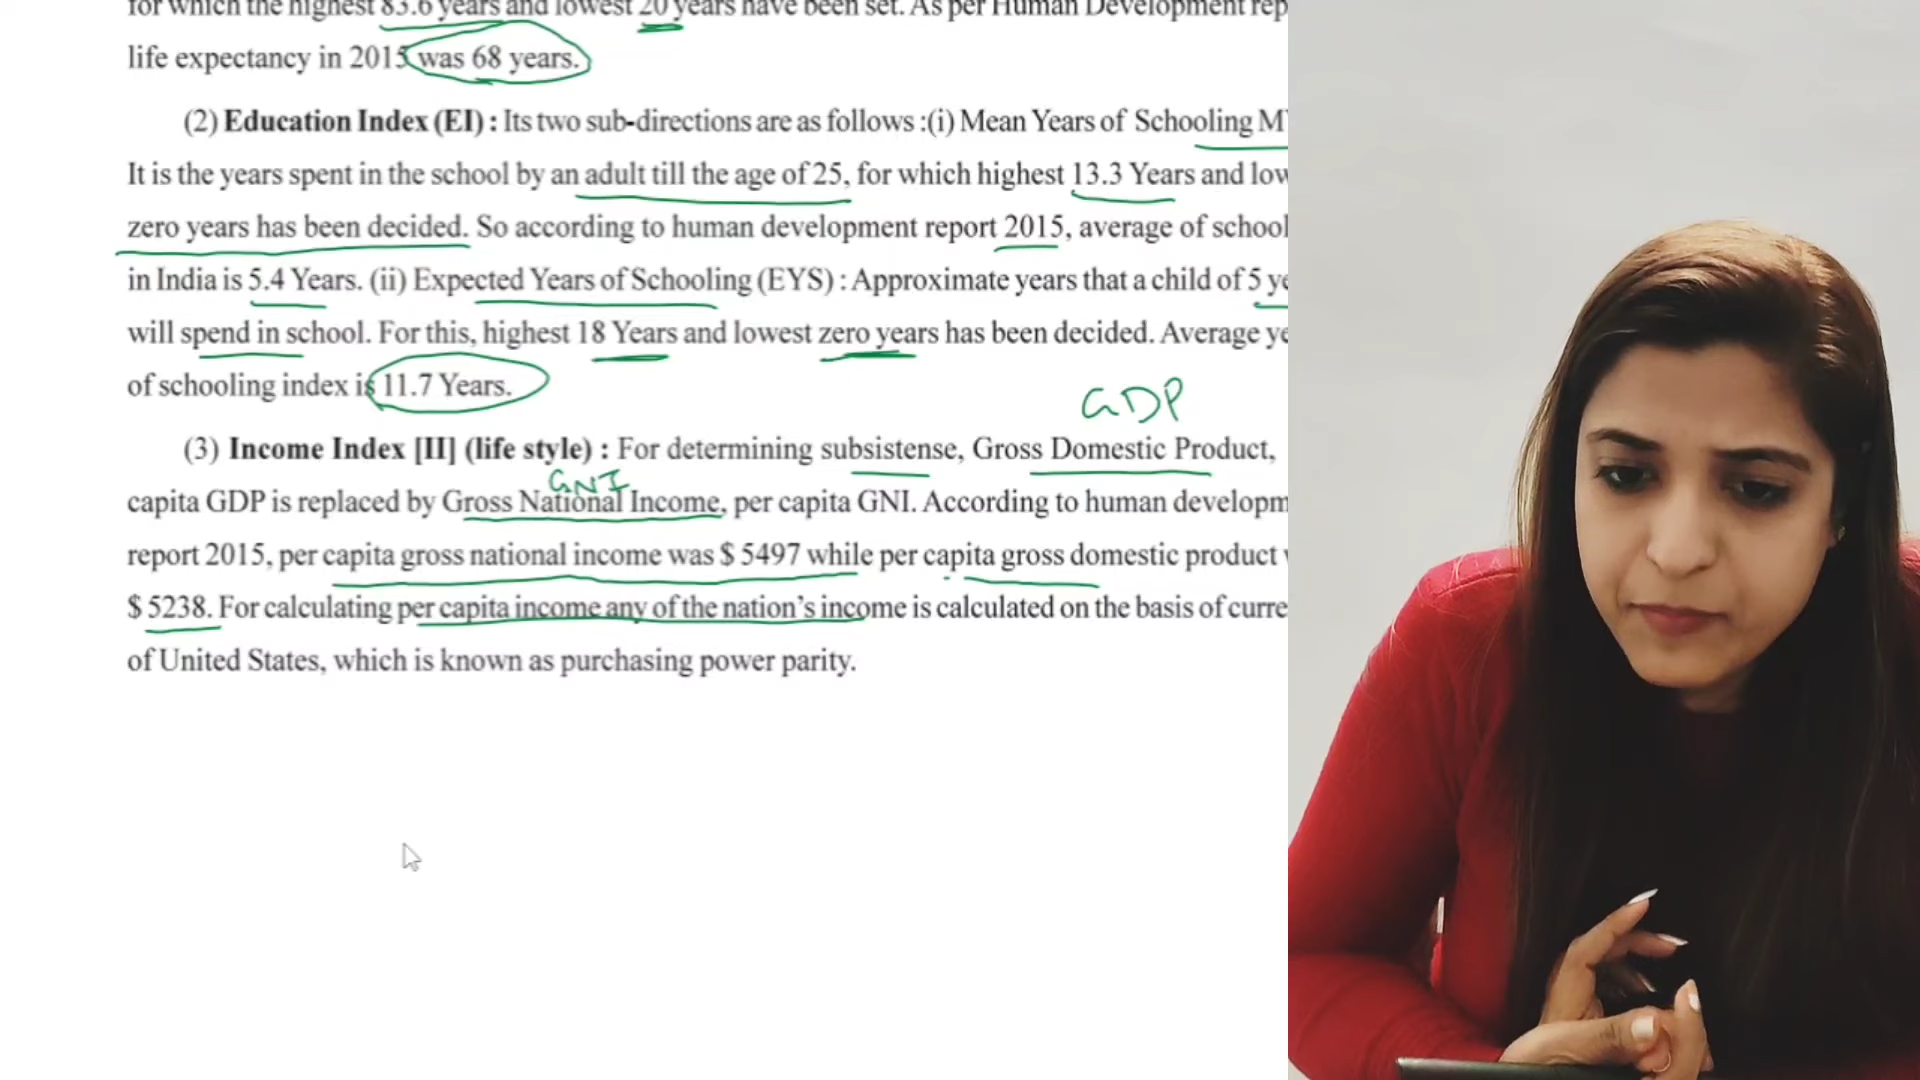 for which the highest 83.6 years and lowest 20 years have been set. As per Human Development rep
life expectancy in 2015 was 68 years.
(2) Education Index (EI) : Its two sub-directions are as follows :(i) Mean Years of Schooling M
It is the years spent in the school by an adult till the age of 25, for which highest 13.3 Years and low
zero years has been decided. So according to human development report 2015, average of school
in India is 5.4 Years. (ii) Expected Years of Schooling (EYS) : Approximate years that a child of 5 ye
will spend in school. For this, highest 18 Years and lowest zero years has been decided. Average ye
of schooling index is 11.7 Years.
GDP
(3) Income Index [II] (life style) : For determining subsistense, Gross Domestic Product,
GNI
capita GDP is replaced by Gross National Income, per capita GNI. According to human developm
report 2015, per capita gross national income was $ 5497 while per capita gross domestic product
$ 5238. For calculating per capita income any of the nation's income is calculated on the basis of curre
of United States, which is known as purchasing power parity.